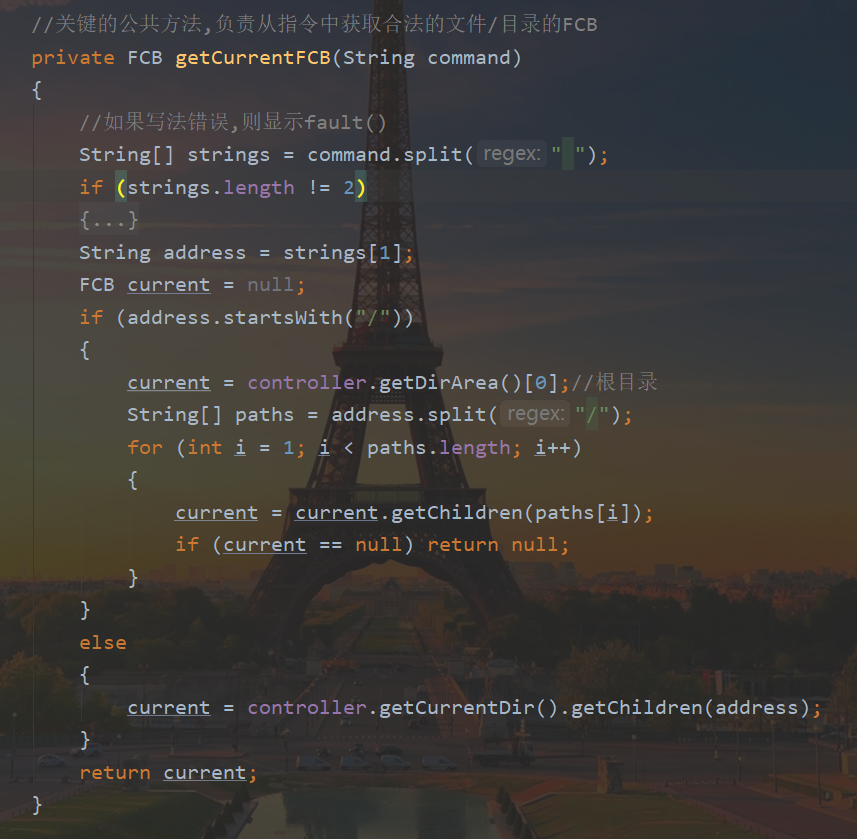 //关键的公共方法,负责从指令中获取合法的文件/目录的FCB
private FCB getCurrentFCB(String command)
{
//如果写法错误,则显示fault()
String[] strings = command.split( regex: " ");
if (strings.length != 2)
{...}
String address = strings[1];
FCB current = null;
if (address.startsWith("/"))
{
current = controller.getDirArea()[0];//根目录
String[] paths = address.split( regex: "/");
for (int i = 1; i < paths.length; i++)
{
current = current.getChildren(paths[i]);
if (current == null) return null;
}
}
else
{
current = controller.getCurrentDir().getChildren(address);
}
return current;
}